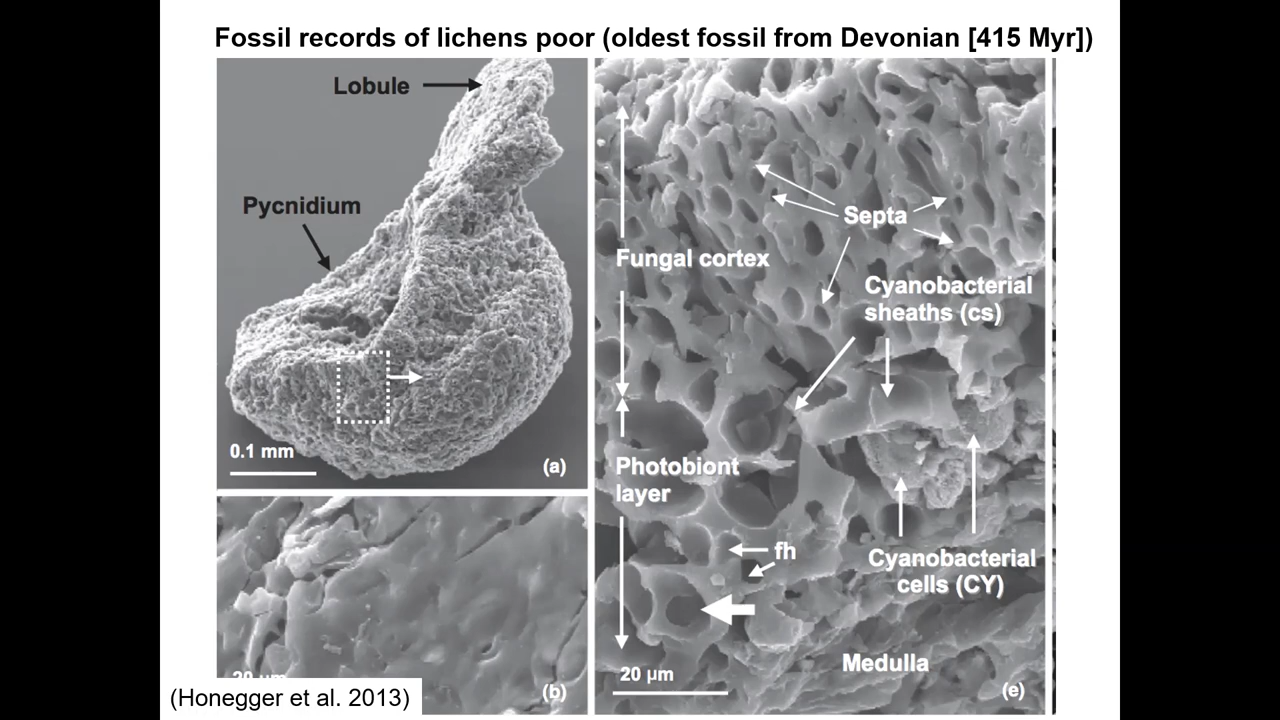 Fossil records of lichens poor (oldest fossil from Devonian [415 Myr])
Lobule
Pycnidium
0.1 mm
(a)
(b)
(Honegger et al. 2013)
Septa
Fungal cortex
Cyanobacterial
sheaths (cs)
Photobiont
layer
fh
Cyanobacterial
cells (CY)
Medulla
20 µm
(e)